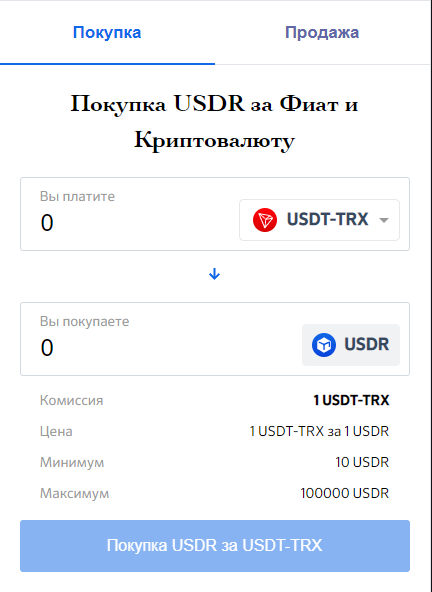 Покупка
Продажа
Покупка USDR за Фиат и
Криптовалюту
Вы платите
0
USDT-TRX
Вы покупаете
0
USDR
Комиссия 1 USDT-TRX
Цена 1 USDT-TRX за 1 USDR
Минимум 10 USDR
Максимум 100000 USDR
Покупка USDR за USDT-TRX